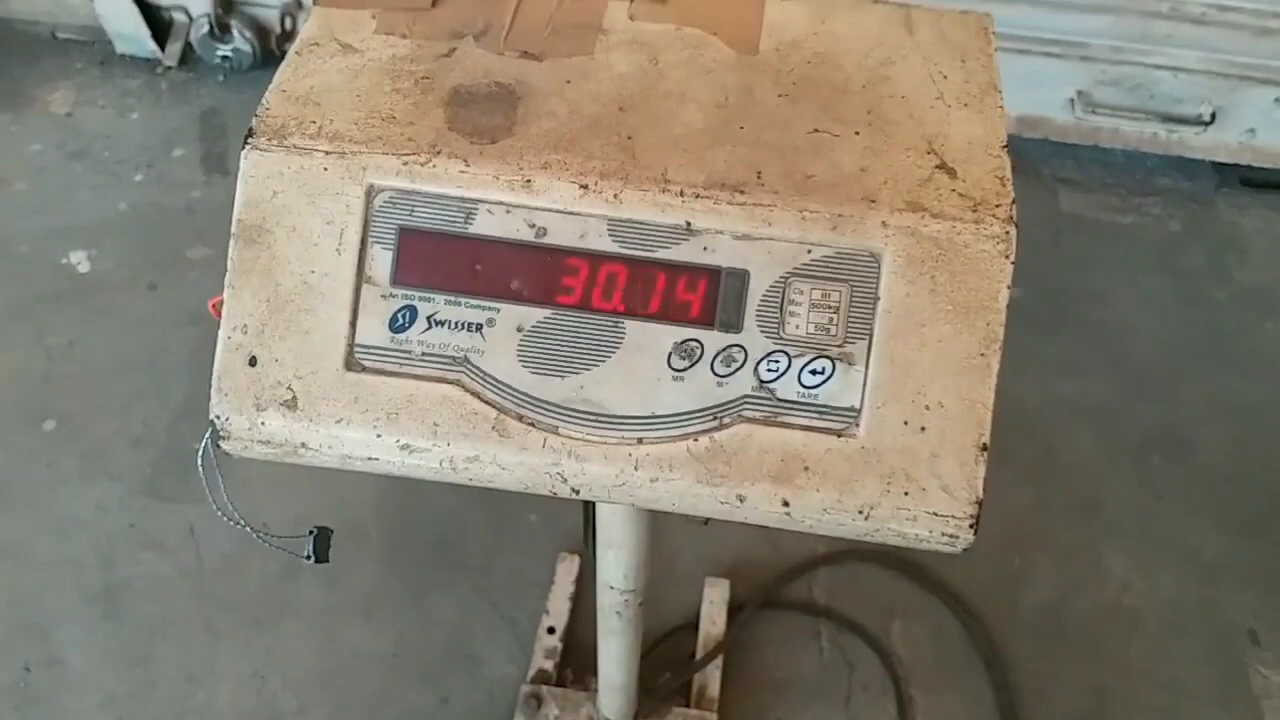 30.14
An ISO 9001 : 2008 Company
SWISSER®
Right Way Of Quality
Cls III
Max: 500kg
Min. g
e 50g
MR
M+
MODE
TARE